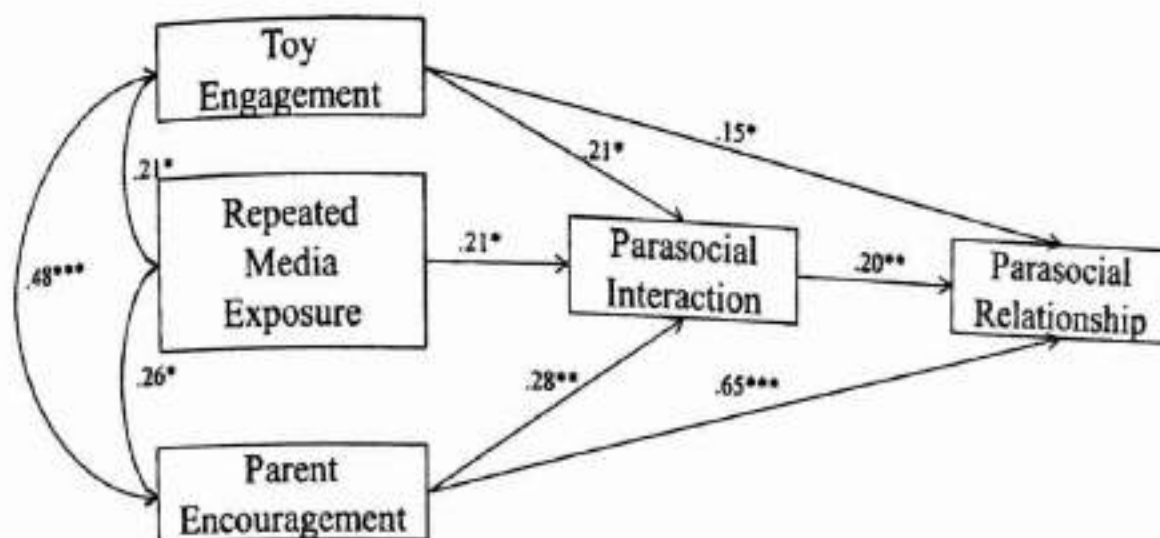 Toy
Engagement
.15*
.21*
.21*
Repeated
Media
Exposure
.21*
Parasocial
Interaction
.20**
Parasocial
Relationship
.48***
.26*
.28**
.65***
Parent
Encouragement